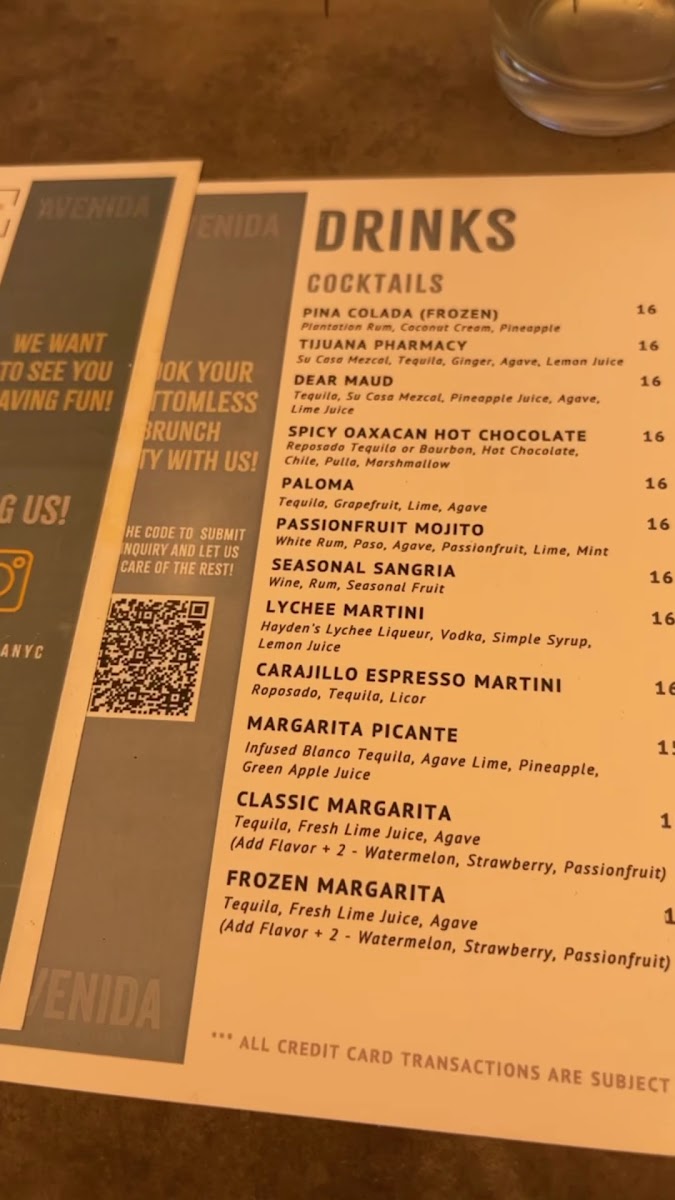 AVENIDA
WE WANT
TO SEE YOU
AVING FUN!
G US!
ANYC
ENIDA
OOK YOUR
TTOMLESS
BRUNCH
TY WITH US!
HE CODE TO SUBMIT
NQUIRY AND LET US
CARE OF THE REST!
VENIDA
DRINKS
COCKTAILS
PINA COLADA (FROZEN) 16
Plantation Rum, Coconut Cream, Pineapple
TIJUANA PHARMACY 16
Su Casa Mezcal, Tequila, Ginger, Agave, Lemon Juice
DEAR MAUD 16
Tequila, Su Casa Mezcal, Pineapple Juice, Agave,
Lime Juice
SPICY OAXACAN HOT CHOCOLATE 16
Reposado Tequila or Bourbon, Hot Chocolate,
Chile, Pulla, Marshmallow
PALOMA 16
Tequila, Grapefruit, Lime, Agave
PASSIONFRUIT MOJITO 16
White Rum, Paso, Agave, Passionfruit, Lime, Mint
SEASONAL SANGRIA 16
Wine, Rum, Seasonal Fruit
LYCHEE MARTINI 16
Hayden's Lychee Liqueur, Vodka, Simple Syrup,
Lemon Juice
CARAJILLO ESPRESSO MARTINI 16
Roposado, Tequila, Licor
MARGARITA PICANTE 15
Infused Blanco Tequila, Agave Lime, Pineapple,
Green Apple Juice
CLASSIC MARGARITA 1
Tequila, Fresh Lime Juice, Agave
(Add Flavor + 2 - Watermelon, Strawberry, Passionfruit)
FROZEN MARGARITA 1
Tequila, Fresh Lime Juice, Agave
(Add Flavor + 2 - Watermelon, Strawberry, Passionfruit)
*** ALL CREDIT CARD TRANSACTIONS ARE SUBJECT